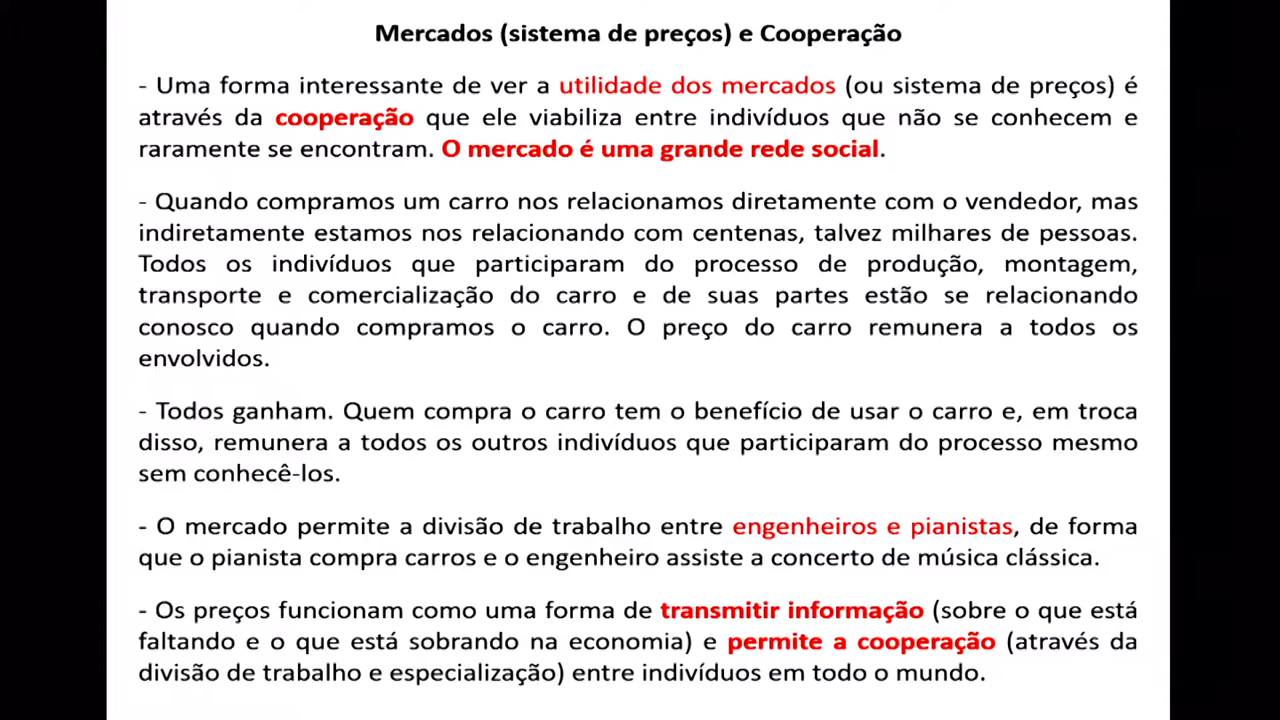 Mercados (sistema de preços) e Cooperação
- Uma forma interessante de ver a utilidade dos mercados (ou sistema de preços) é
através da cooperação que ele viabiliza entre indivíduos que não se conhecem e
raramente se encontram. O mercado é uma grande rede social.
- Quando compramos um carro nos relacionamos diretamente com o vendedor, mas
indiretamente estamos nos relacionando com centenas, talvez milhares de pessoas.
Todos os indivíduos que participaram do processo de produção, montagem,
transporte e comercialização do carro e de suas partes estão se relacionando
conosco quando compramos o carro. O preço do carro remunera a todos os
envolvidos.
- Todos ganham. Quem compra o carro tem o benefício de usar o carro e, em troca
disso, remunera a todos os outros indivíduos que participaram do processo mesmo
sem conhecê-los.
- O mercado permite a divisão de trabalho entre engenheiros e pianistas, de forma
que o pianista compra carros e o engenheiro assiste a concerto de música clássica.
- Os preços funcionam como uma forma de transmitir informação (sobre o que está
faltando e o que está sobrando na economia) e permite a cooperação (através da
divisão de trabalho e especialização) entre indivíduos em todo o mundo.